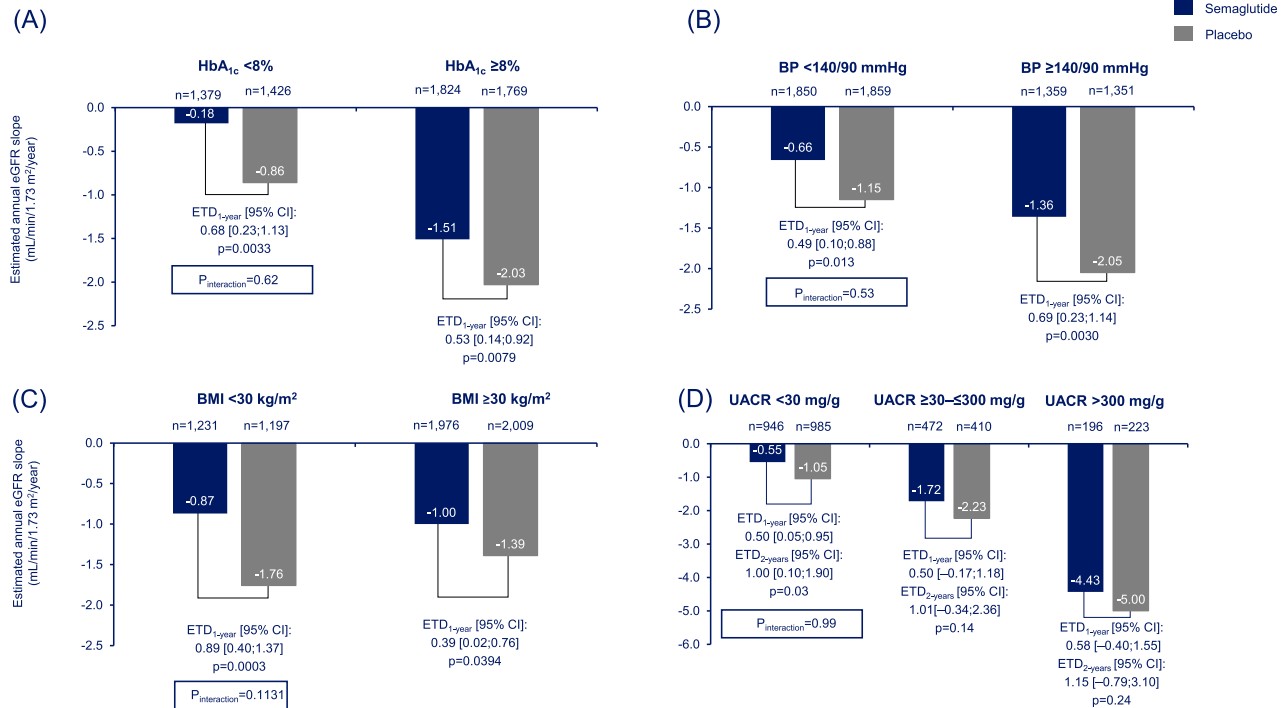 (A)
(B)
Semaglutide
Placebo
HbA1c <8%
HbA1c ≥8%
n=1,379
n=1,426
n=1,824
n=1,769
Estimated annual eGFR slope
(mL/min/1.73 m²/year)
0.0
-0.5
-1.0
-1.5
-2.0
-2.5
-0.18
-0.86
-1.51
-2.03
ETD1-year [95% CI]:
0.68 [0.23;1.13]
p=0.0033
Pinteraction=0.62
ETD1-year [95% CI]:
0.53 [0.14;0.92]
p=0.0079
BP <140/90 mmHg
BP ≥140/90 mmHg
n=1,850
n=1,859
n=1,359
n=1,351
0.0
-0.5
-1.0
-1.5
-2.0
-2.5
-0.66
-1.15
-1.36
-2.05
ETD1-year [95% CI]:
0.49 [0.10;0.88]
p=0.013
Pinteraction=0.53
ETD1-year [95% CI]:
0.69 [0.23;1.14]
p=0.0030
(C)
BMI <30 kg/m²
BMI ≥30 kg/m²
n=1,231
n=1,197
n=1,976
n=2,009
Estimated annual eGFR slope
(mL/min/1.73 m²/year)
0.0
-0.5
-1.0
-1.5
-2.0
-2.5
-0.87
-1.76
-1.00
-1.39
ETD1-year [95% CI]:
0.89 [0.40;1.37]
p=0.0003
Pinteraction=0.1131
ETD1-year [95% CI]:
0.39 [0.02;0.76]
p=0.0394
(D)
UACR <30 mg/g
UACR ≥30–≤300 mg/g
UACR >300 mg/g
n=946
n=985
n=472
n=410
n=196
n=223
0.0
-1.0
-2.0
-3.0
-4.0
-5.0
-6.0
-0.55
-1.05
-1.72
-2.23
-4.43
-5.00
ETD1-year [95% CI]:
0.50 [0.05;0.95]
ETD2-years [95% CI]:
1.00 [0.10;1.90]
p=0.03
Pinteraction=0.99
ETD1-year [95% CI]:
0.50 [–0.17;1.18]
ETD2-years [95% CI]:
1.01[–0.34;2.36]
p=0.14
ETD1-year [95% CI]:
0.58 [–0.40;1.55]
ETD2-years [95% CI]:
1.15 [–0.79;3.10]
p=0.24